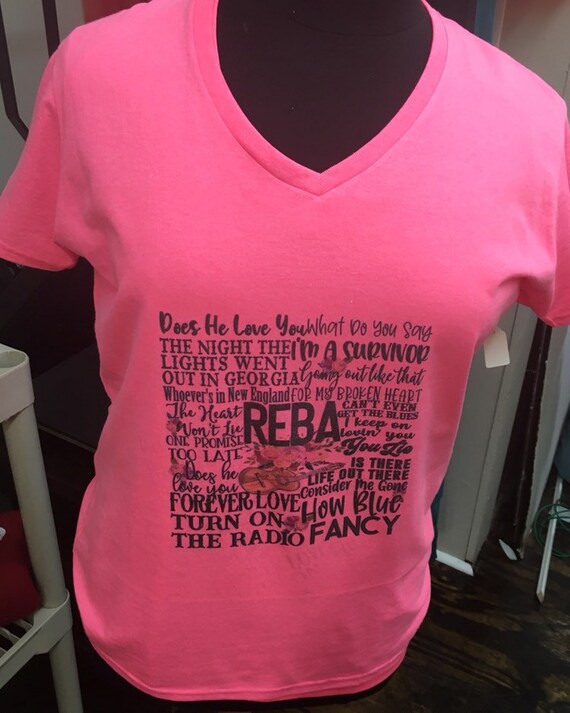 Does He Love You What Do You Say
THE NIGHT THE
LIGHTS WENT
OUT IN GEORGIA
I'M A SURVIVOR
Going out like that
Whoever's in New England
FOR MY BROKEN HEART
The Heart
Won't Lie
ONE PROMISE
TOO LATE
REBA
CAN'T EVEN
GET THE BLUES
I keep on
lovin' you
You Lie
Does he
love you
IS THERE
LIFE OUT THERE
Consider Me Gone
FOREVER LOVE
How Blue
TURN ON
THE RADIO
FANCY